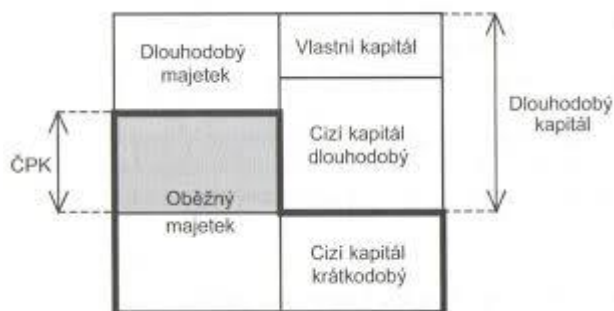 Dlouhodobý
majetek
Vlastní kapitál
Dlouhodobý
kapitál
Cizí kapitál
dlouhodobý
ČPK
Oběžný
majetek
Cizí kapitál
krátkodobý